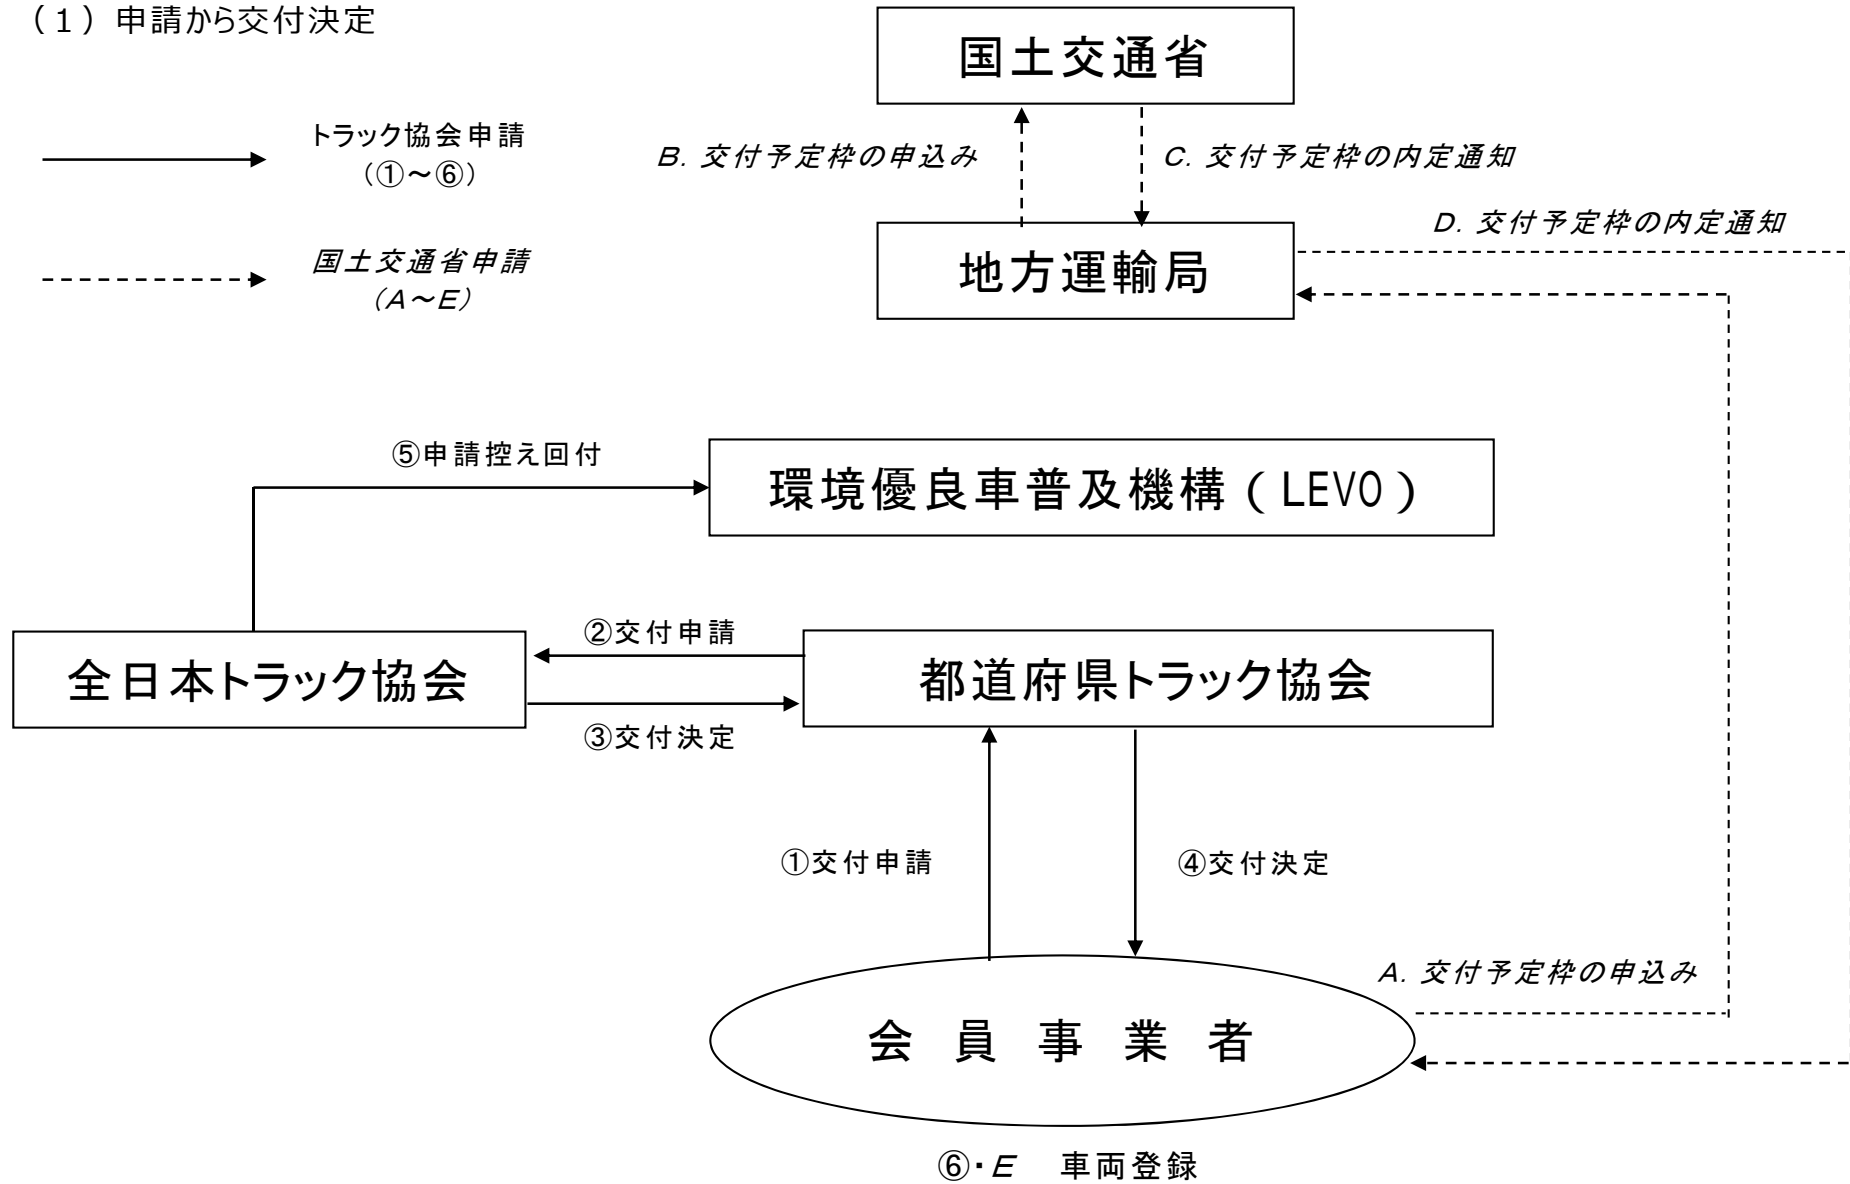 （１）申請から交付決定
国土交通省
トラック協会申請
（①～⑥）
B. 交付予定枠の申込み
C. 交付予定枠の内定通知
D. 交付予定枠の内定通知
国土交通省申請
（A～E）
地方運輸局
⑤申請控え回付
環境優良車普及機構（LEVO）
②交付申請
全日本トラック協会
都道府県トラック協会
③交付決定
①交付申請
④交付決定
A. 交付予定枠の申込み
会員事業者
⑥・E　車両登録